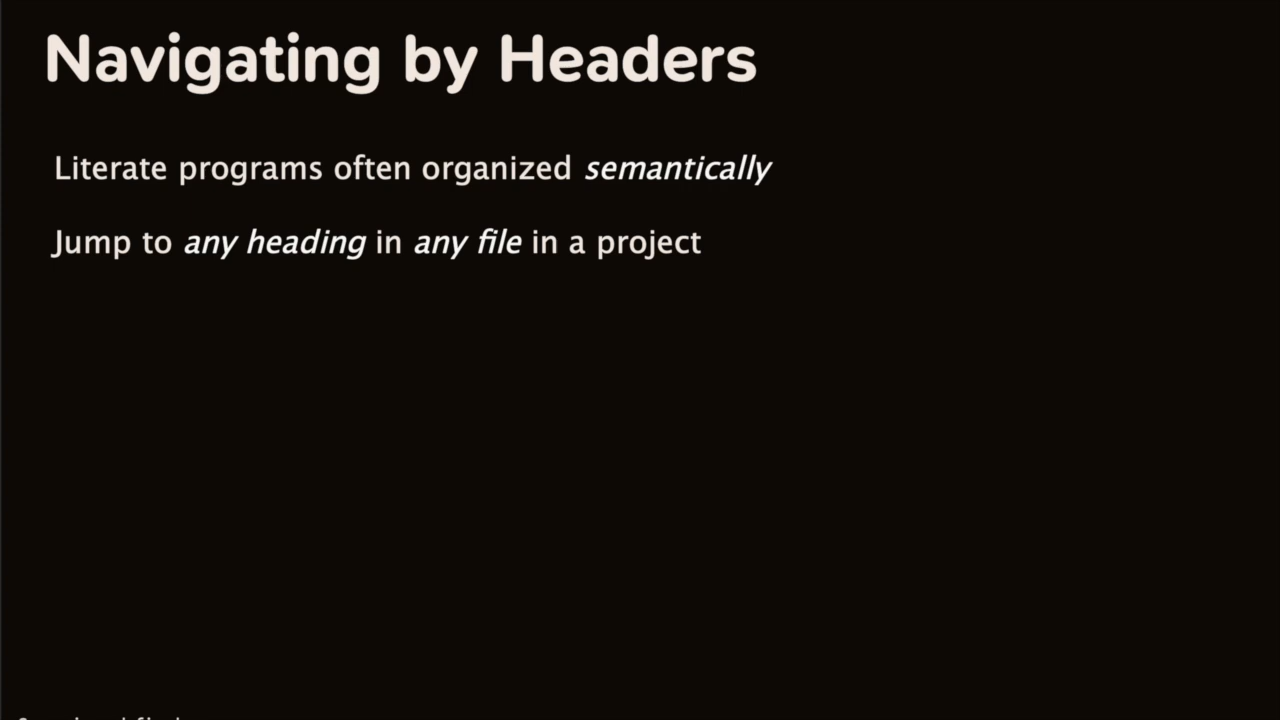 Navigating by Headers
Literate programs often organized semantically
Jump to any heading in any file in a project